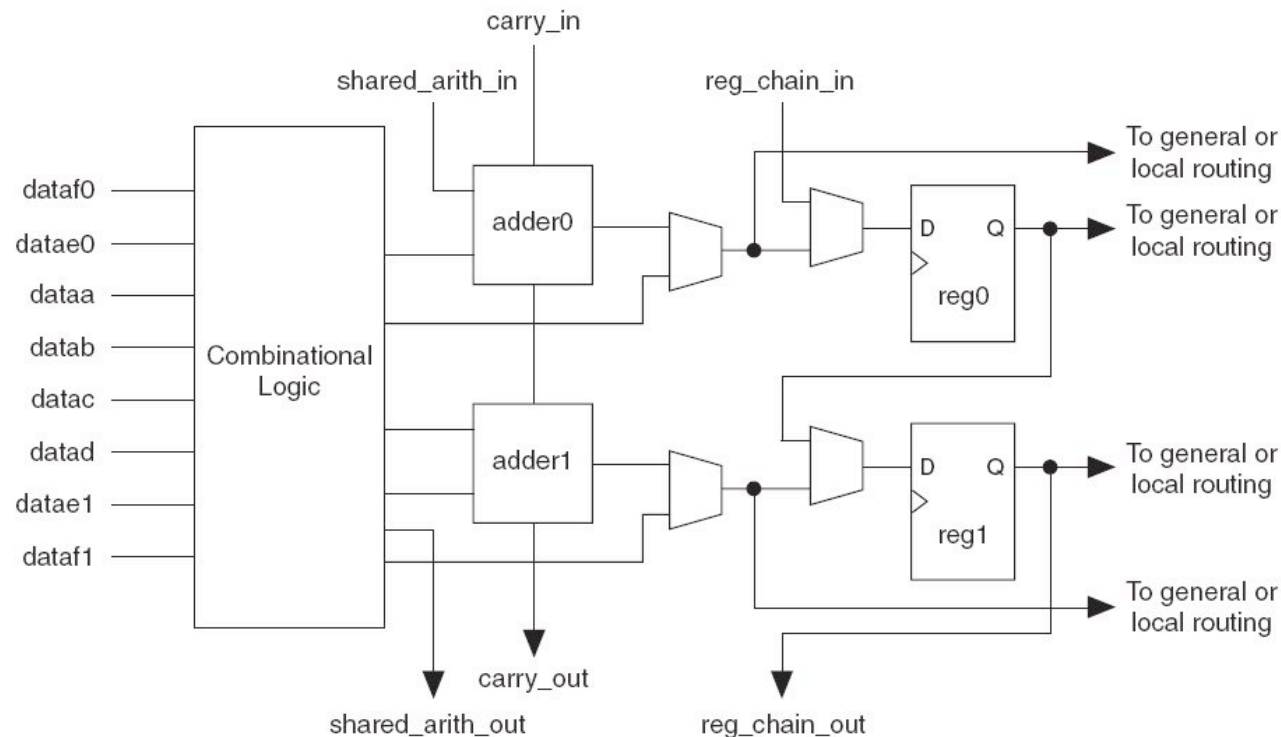 carry_in
shared_arith_in
reg_chain_in
To general or
local routing
dataf0
adder0
D
Q
To general or
local routing
datae0
dataa
reg0
datab
Combinational
Logic
datac
datad
adder1
D
Q
To general or
local routing
datae1
reg1
dataf1
To general or
local routing
carry_out
shared_arith_out
reg_chain_out